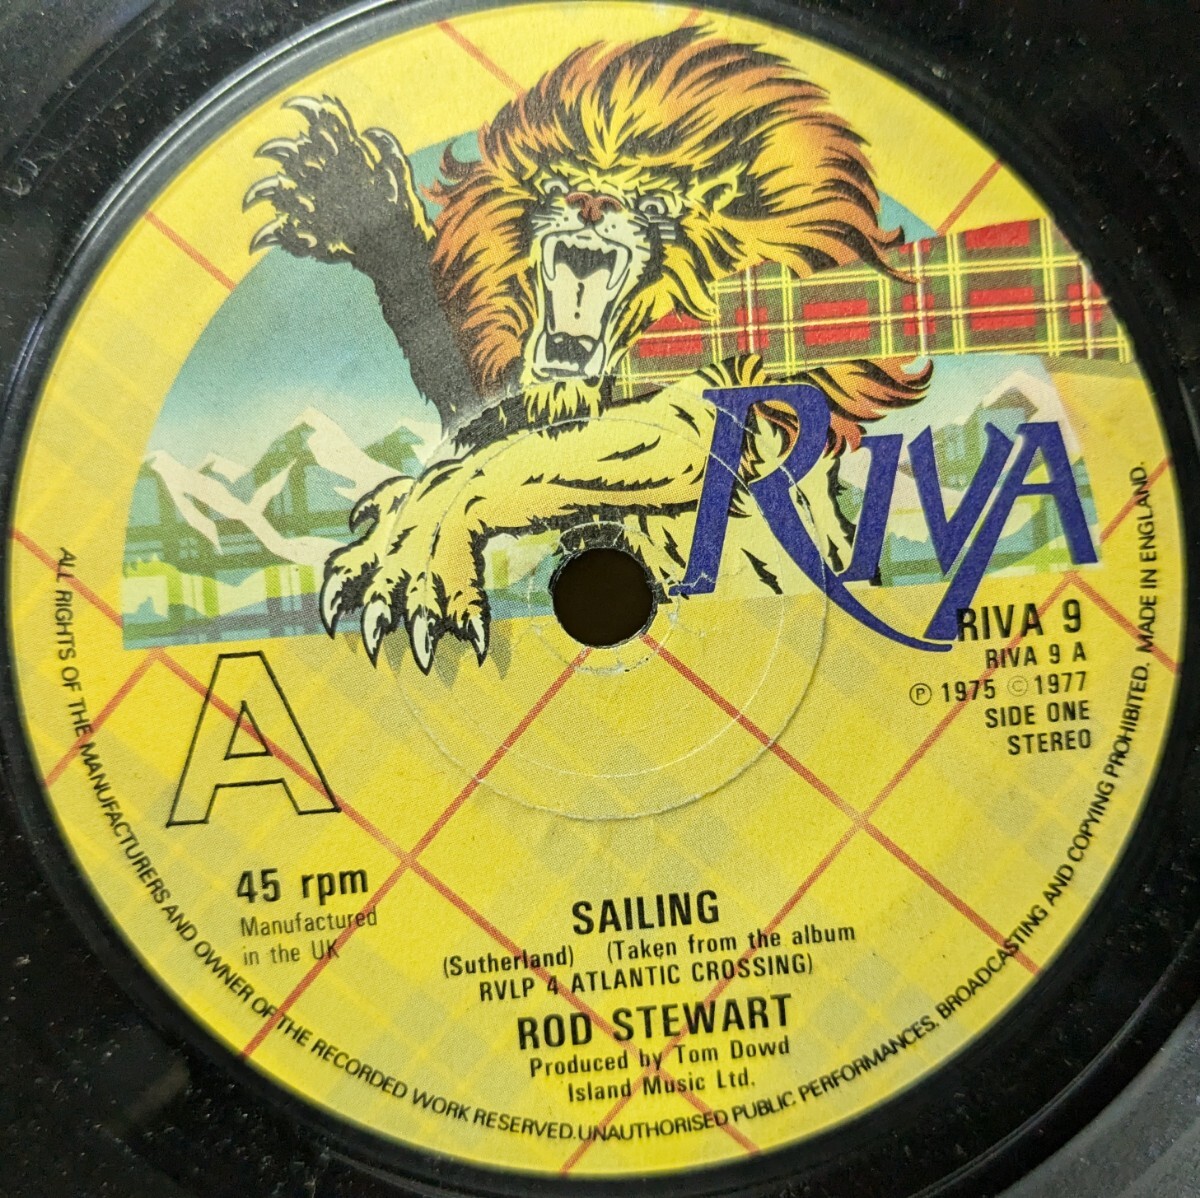 RIVA
RIVA 9
RIVA 9 A
Ⓟ 1975 © 1977
SIDE ONE
STEREO
A
45 rpm
Manufactured
in the UK
SAILING
(Sutherland) (Taken from the album
RVLP 4 ATLANTIC CROSSING)
ROD STEWART
Produced by Tom Dowd
Island Music Ltd.
ALL RIGHTS OF THE MANUFACTURERS AND OWNER OF THE RECORDED WORK RESERVED. UNAUTHORISED PUBLIC PERFORMANCES. BROADCASTING AND COPYING PROHIBITED. MADE IN ENGLAND.